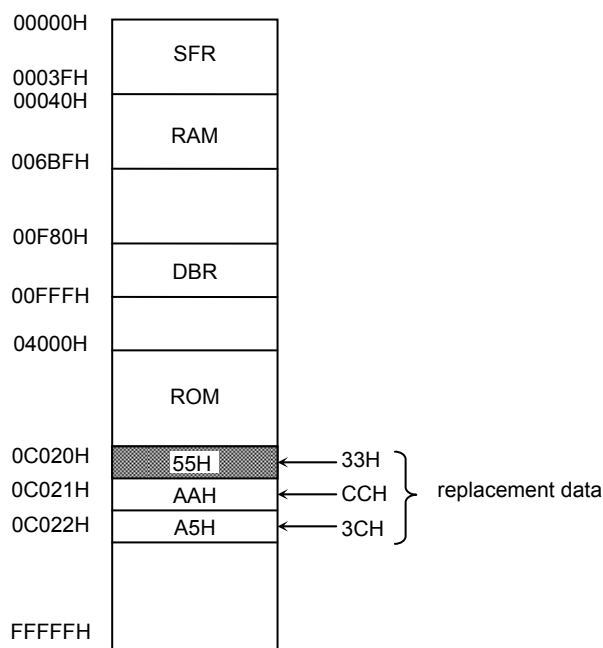 00000H
SFR
0003FH
00040H
RAM
006BFH
00F80H
DBR
00FFFH
04000H
ROM
0C020H 55H 33H
0C021H AAH CCH replacement data
0C022H A5H 3CH
FFFFFH